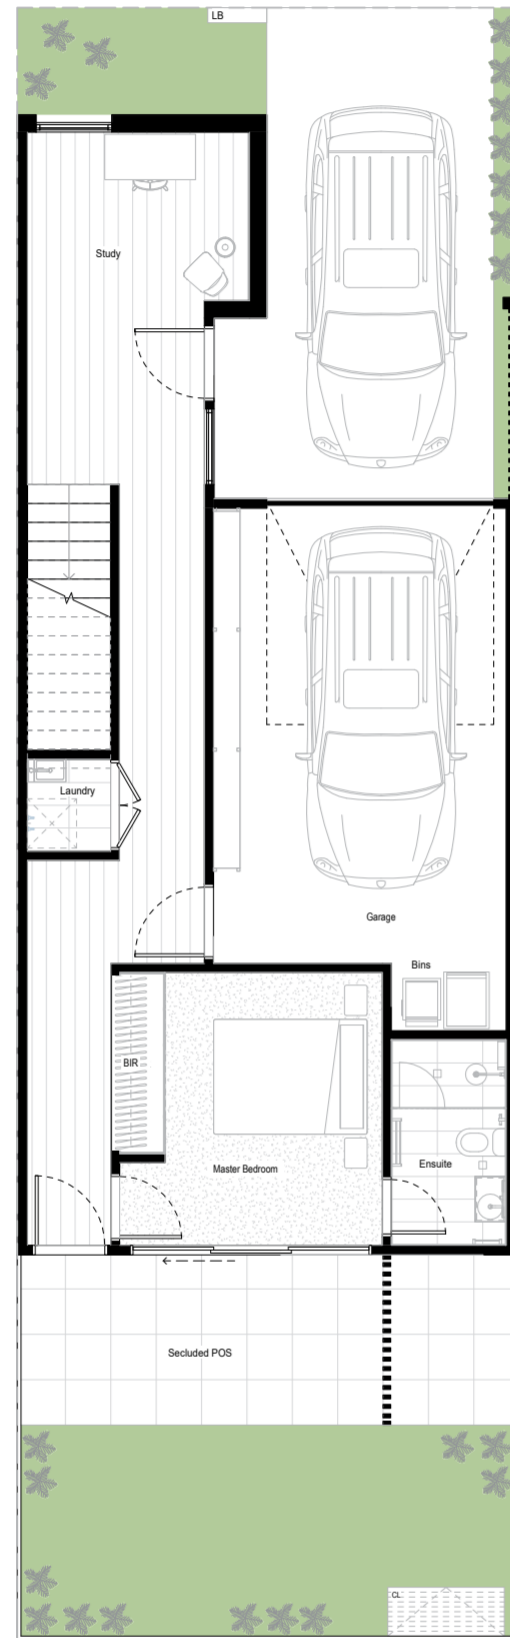 LB
Study
Laundry
Garage
Bins
BIR
Ensuite
Master Bedroom
Secluded POS
CL